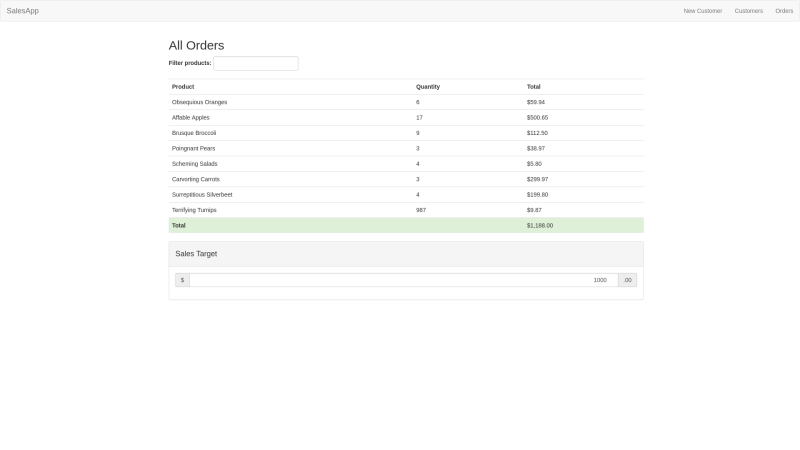 SalesApp New Customer Customers Orders
All Orders
Filter products:
Product Quantity Total
Obsequious Oranges 6 $59.94
Affable Apples 17 $500.65
Brusque Broccoli 9 $112.50
Poingnant Pears 3 $38.97
Scheming Salads 4 $5.80
Carvorting Carrots 3 $299.97
Surreptitious Silverbeet 4 $199.80
Terrifying Turnips 987 $9.87
Total $1,188.00
Sales Target
$ 1000 .00